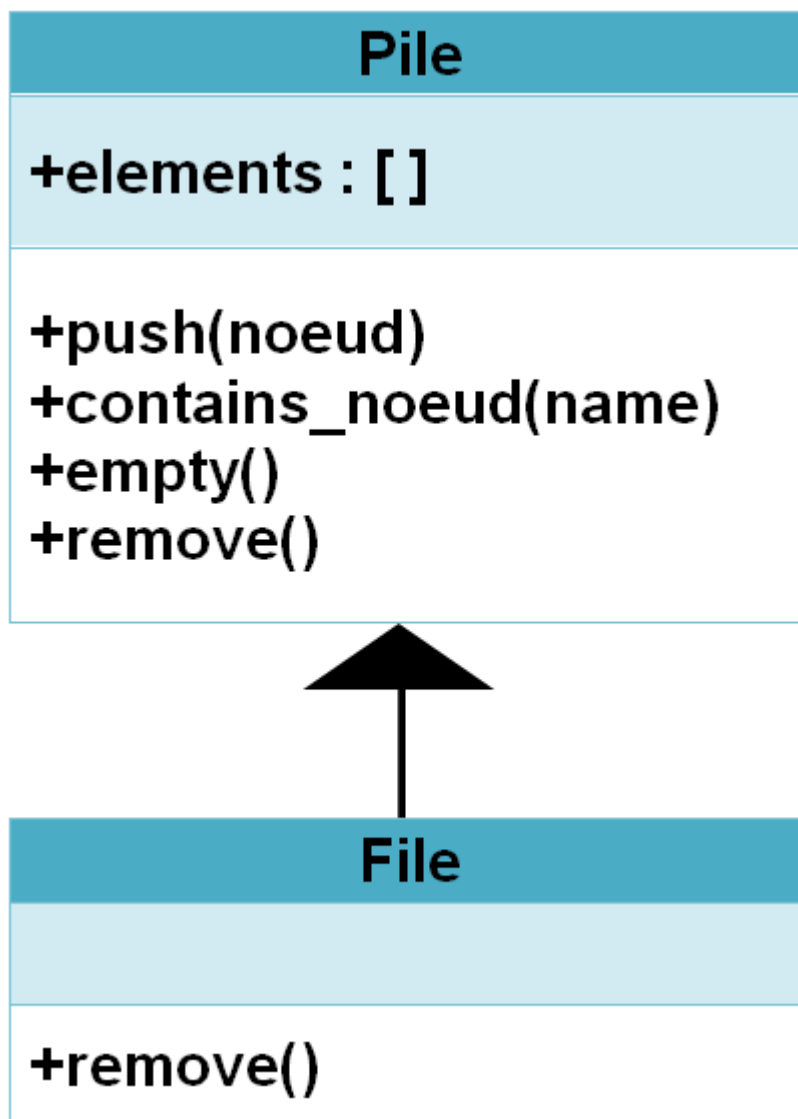 Pile
+elements : [ ]
+push(noeud)
+contains_noeud(name)
+empty()
+remove()
File
+remove()